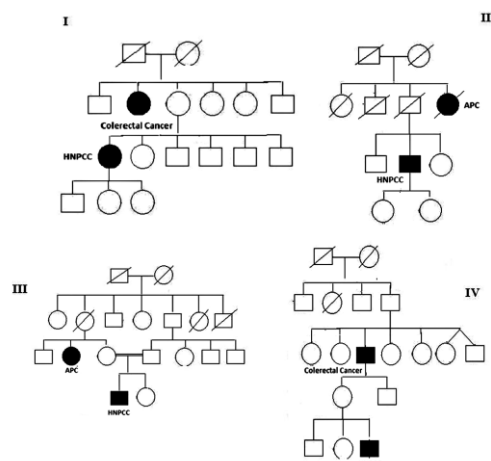 I
II
Colerectal Cancer
APC
HNPCC
HNPCC
III
IV
APC
Colerectal Cancer
HNPCC